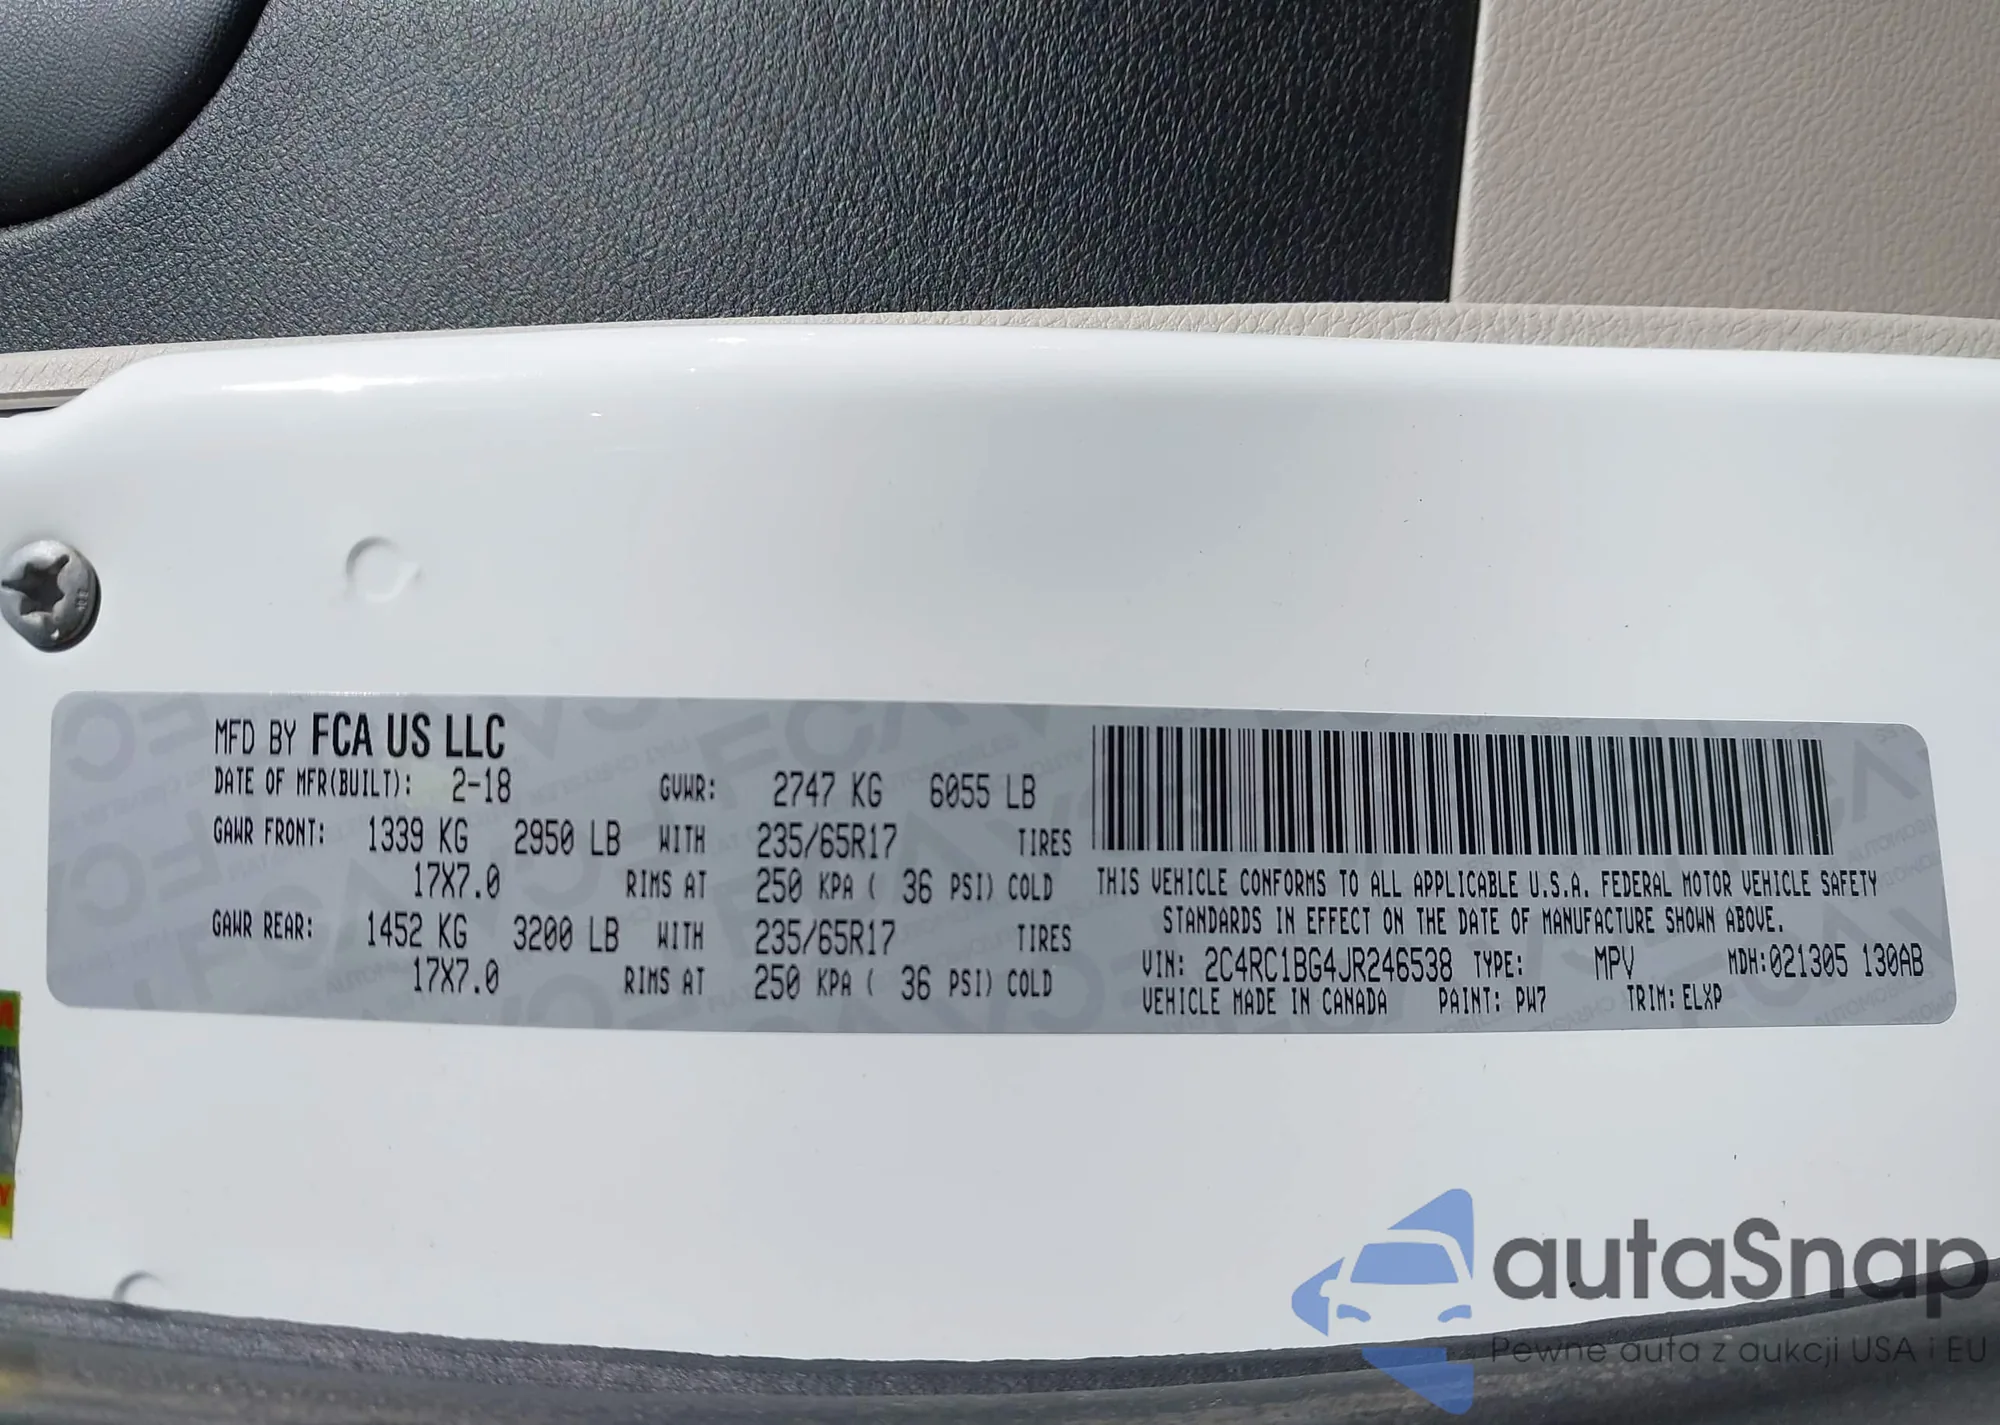 MFD BY FCA US LLC
DATE OF MFR(BUILT): 2-18 GVWR: 2747 KG 6055 LB
GAWR FRONT: 1339 KG 2950 LB WITH 235/65R17 TIRES
17X7.0 RIMS AT 250 KPA ( 36 PSI) COLD
GAWR REAR: 1452 KG 3200 LB WITH 235/65R17 TIRES
17X7.0 RIMS AT 250 KPA ( 36 PSI) COLD
THIS VEHICLE CONFORMS TO ALL APPLICABLE U.S.A. FEDERAL MOTOR VEHICLE SAFETY
STANDARDS IN EFFECT ON THE DATE OF MANUFACTURE SHOWN ABOVE.
VIN: 2C4RC1BG4JR246538 TYPE: MPV MDH:021305 130AB
VEHICLE MADE IN CANADA PAINT: PW7 TRIM: ELXP
autaSnap
Pewne auta z aukcji USA i EU